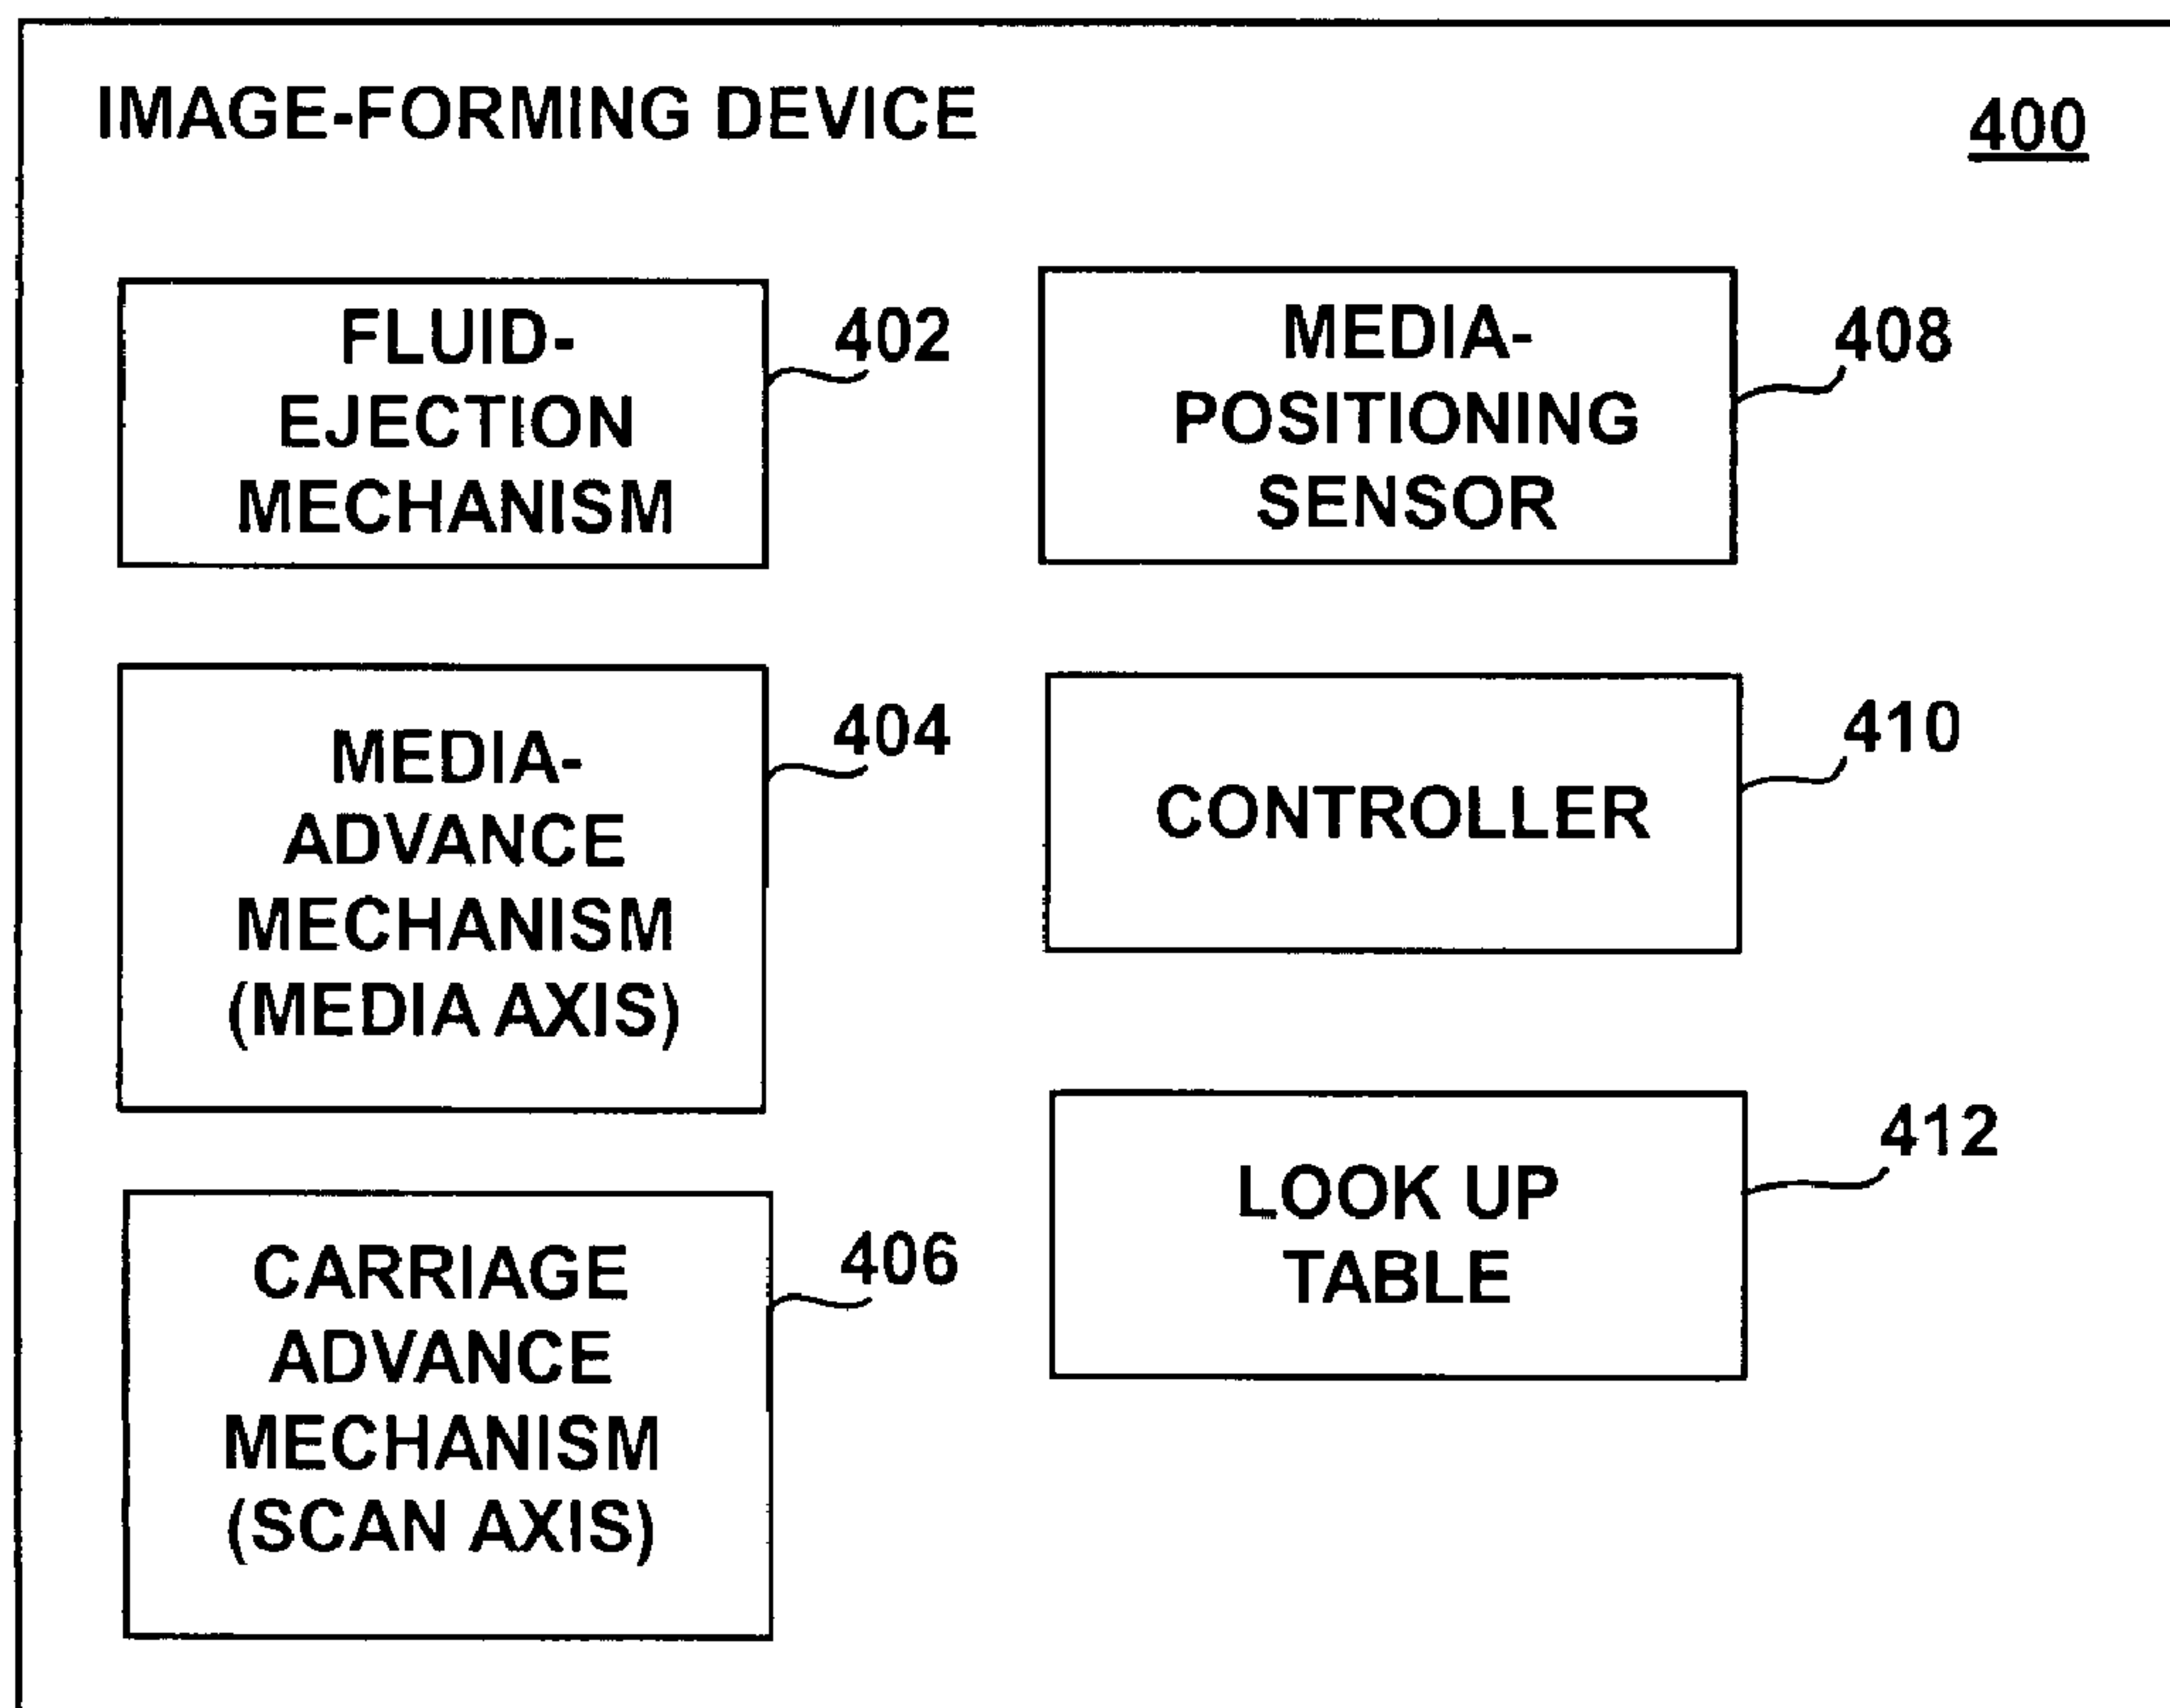 IMAGE-FORMING DEVICE
400
FLUID-
EJECTION
MECHANISM
402
MEDIA-
ADVANCE
MECHANISM
(MEDIA AXIS)
404
CARRIAGE
ADVANCE
MECHANISM
(SCAN AXIS)
406
MEDIA-
POSITIONING
SENSOR
408
CONTROLLER
410
LOOK UP
TABLE
412